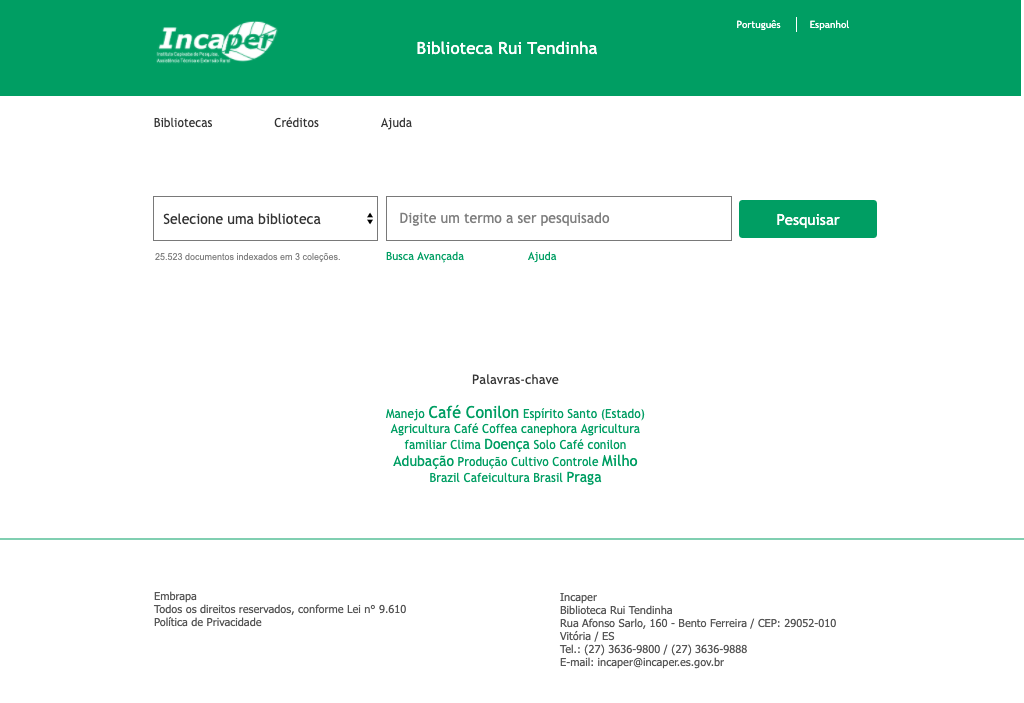 Incaper
Instituto Capixaba de Pesquisa,
Assistência Técnica e Extensão Rural
Biblioteca Rui Tendinha
Português
Espanhol
Bibliotecas
Créditos
Ajuda
Selecione uma biblioteca
Digite um termo a ser pesquisado
Pesquisar
25.523 documentos indexados em 3 coleções.
Busca Avançada
Ajuda
Palavras-chave
Manejo Café Conilon Espírito Santo (Estado)
Agricultura Café Coffea canephora Agricultura
familiar Clima Doença Solo Café conilon
Adubação Produção Cultivo Controle Milho
Brazil Cafeicultura Brasil Praga
Embrapa
Todos os direitos reservados, conforme Lei n° 9.610
Política de Privacidade
Incaper
Biblioteca Rui Tendinha
Rua Afonso Sarlo, 160 - Bento Ferreira / CEP: 29052-010
Vitória / ES
Tel.: (27) 3636-9800 / (27) 3636-9888
E-mail: incaper@incaper.es.gov.br